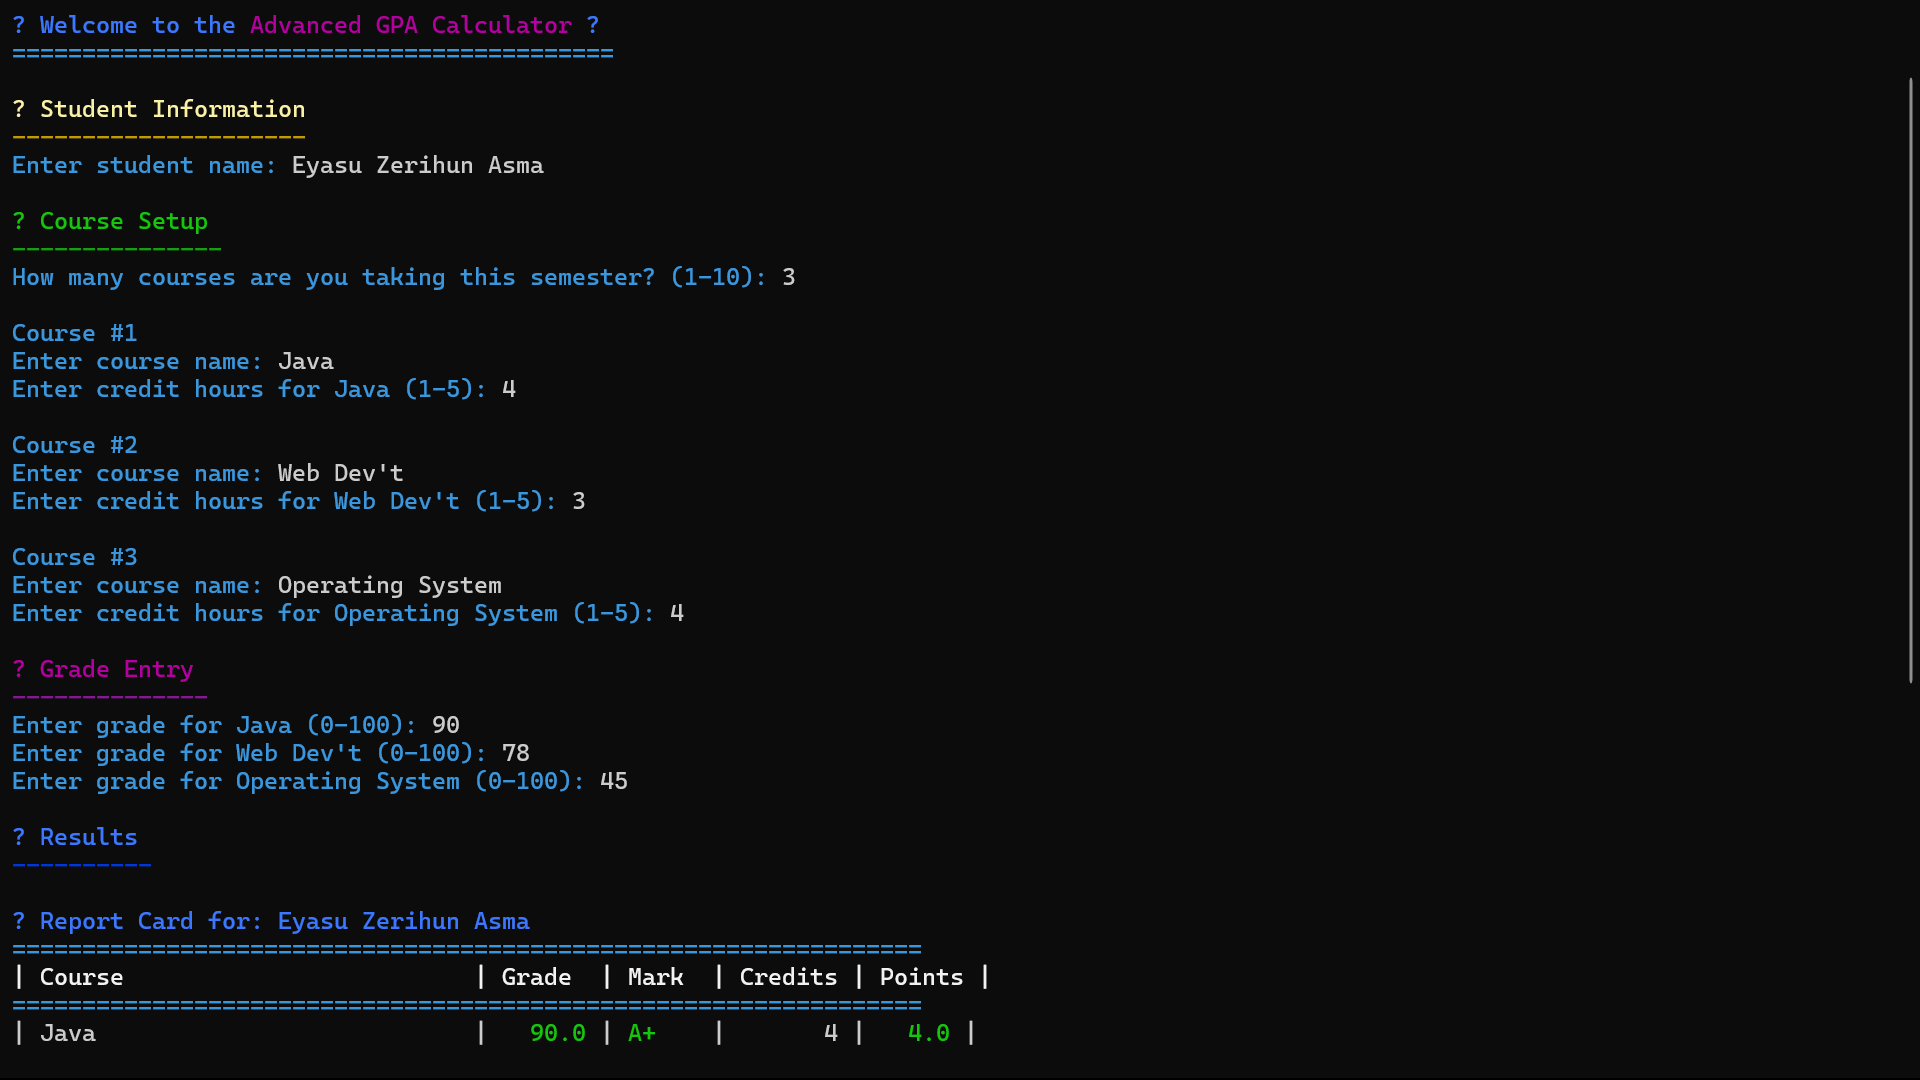 ? Welcome to the Advanced GPA Calculator ?
===========================================
? Student Information
---------------------
Enter student name: Eyasu Zerihun Asma
? Course Setup
---------------
How many courses are you taking this semester? (1-10): 3
Course #1
Enter course name: Java
Enter credit hours for Java (1-5): 4
Course #2
Enter course name: Web Dev't
Enter credit hours for Web Dev't (1-5): 3
Course #3
Enter course name: Operating System
Enter credit hours for Operating System (1-5): 4
? Grade Entry
--------------
Enter grade for Java (0-100): 90
Enter grade for Web Dev't (0-100): 78
Enter grade for Operating System (0-100): 45
? Results
----------
? Report Card for: Eyasu Zerihun Asma
=================================================================
| Course                         | Grade  | Mark  | Credits | Points |
=================================================================
| Java                           |   90.0 | A+    |       4 |   4.0 |